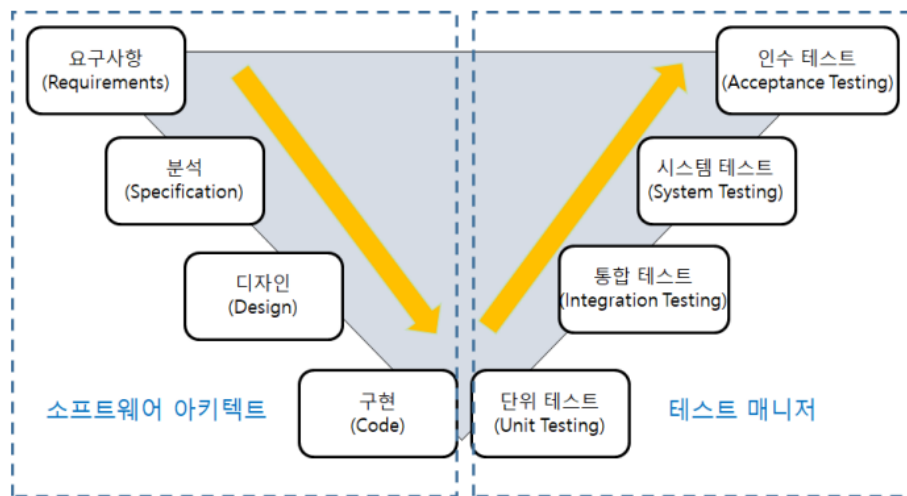 요구사항
(Requirements)
분석
(Specification)
디자인
(Design)
구현
(Code)
소프트웨어 아키텍트
인수 테스트
(Acceptance Testing)
시스템 테스트
(System Testing)
통합 테스트
(Integration Testing)
단위 테스트
(Unit Testing)
테스트 매니저